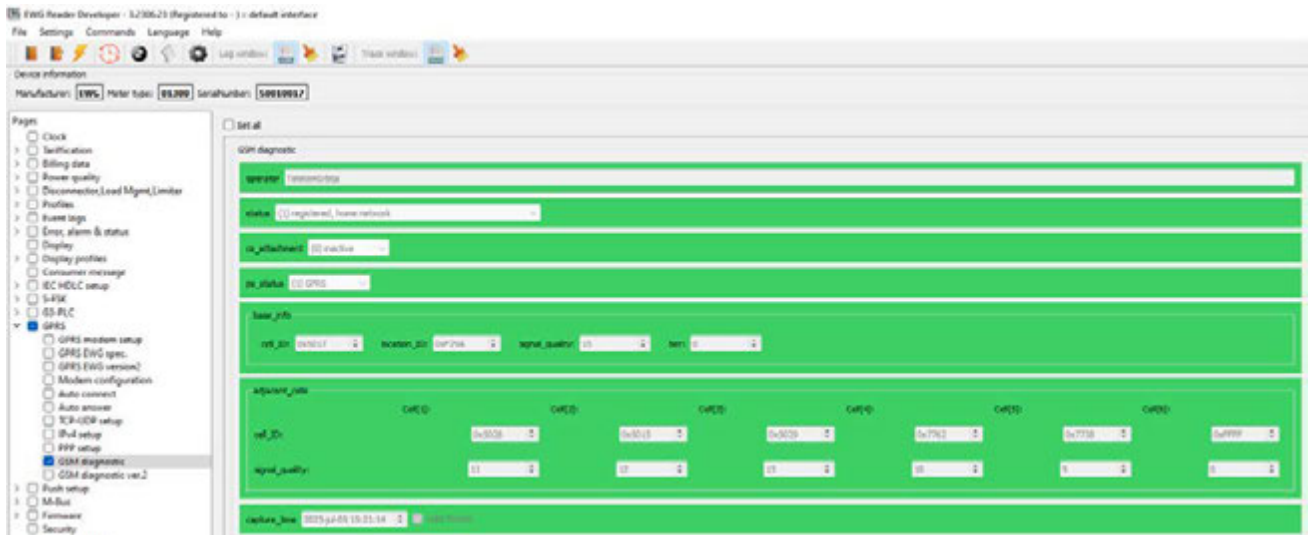 EWG Reader Developer - 3.230623 (Registered to - ) :: default interface
File Settings Commands Language Help
Log window: Trace window:
Device information
Manufacturer: EWG Meter type: SerialNumber:
Pages
Clock
Tariffication
Billing data
Power quality
Disconnector,Load Mgmt,Limiter
Profiles
Event logs
Error, alarm & status
Display
Display profiles
Consumer message
IEC HDLC setup
S-FSK
G3-PLC
GPRS
GPRS modem setup
GPRS EWG spec.
GPRS EWG version2
Modem configuration
Auto connect
Auto answer
TCP-UDP setup
IPv4 setup
PPP setup
GSM diagnostic
GSM diagnostic ver.2
Push setup
M-Bus
Firmware
Security
Set all
GSM diagnostic
operator:
status: (1) registered, home network
cs_attachment: (0) inactive
ps_status: (1) GPRS
base_info
cell_ID: location_ID: signal_quality: 15 ber: 0
adjacent_cells
Cell[1]: Cell[2]: Cell[3]: Cell[4]: Cell[5]: Cell[6]:
cell_ID: 0x7762 0x7738 0xFFFF
signal_quality:
capture_time: